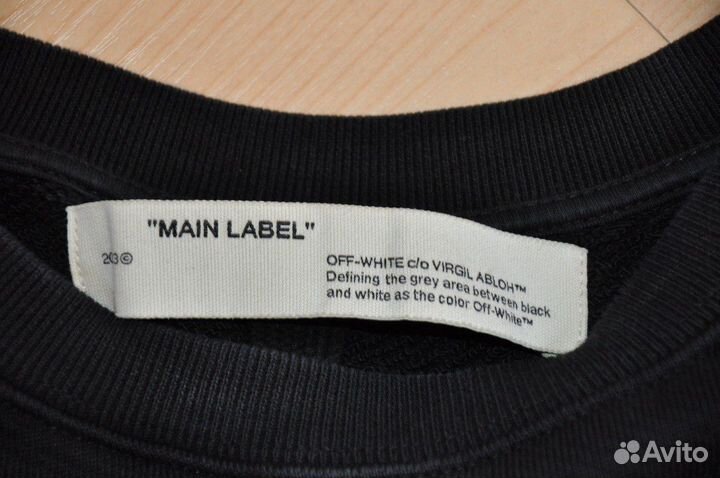 "MAIN LABEL"
2013©
OFF-WHITE c/o VIRGIL ABLOH™
Defining the grey area between black
and white as the color Off-White™
Avito